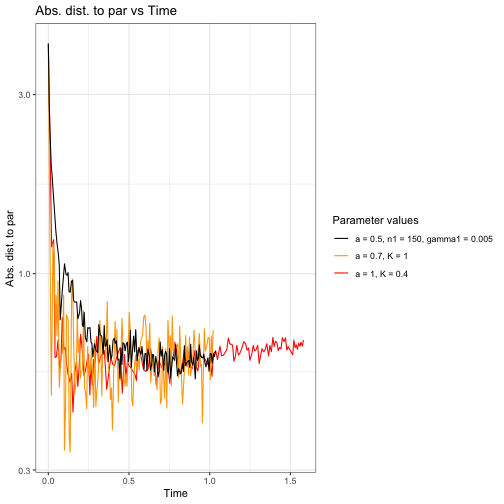 Abs. dist. to par vs Time
3.0
1.0
0.3
Abs. dist. to par
0.0 0.5 1.0 1.5
Time
Parameter values
a = 0.5, n1 = 150, gamma1 = 0.005
a = 0.7, K = 1
a = 1, K = 0.4